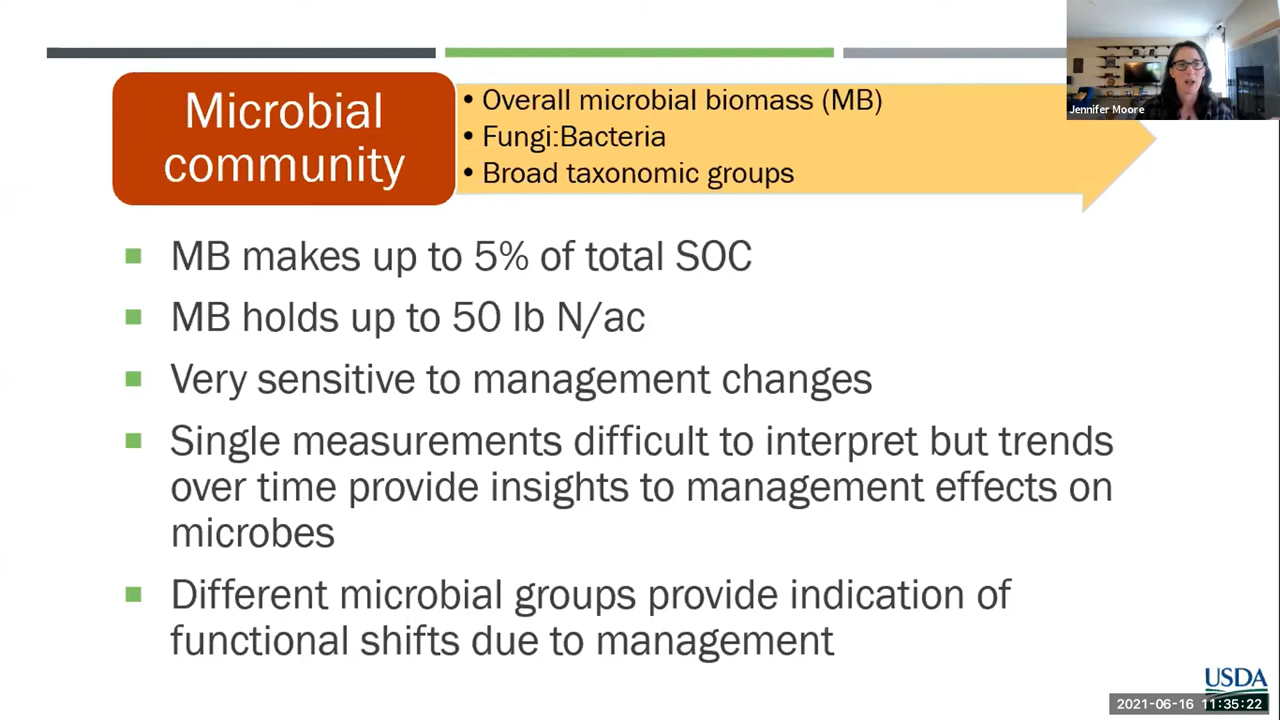 Microbial
community
• Overall microbial biomass (MB)
• Fungi:Bacteria
• Broad taxonomic groups
Jennifer Moore
MB makes up to 5% of total SOC
MB holds up to 50 lb N/ac
Very sensitive to management changes
Single measurements difficult to interpret but trends
over time provide insights to management effects on
microbes
Different microbial groups provide indication of
functional shifts due to management
USDA
2021-06-16 11:35:22